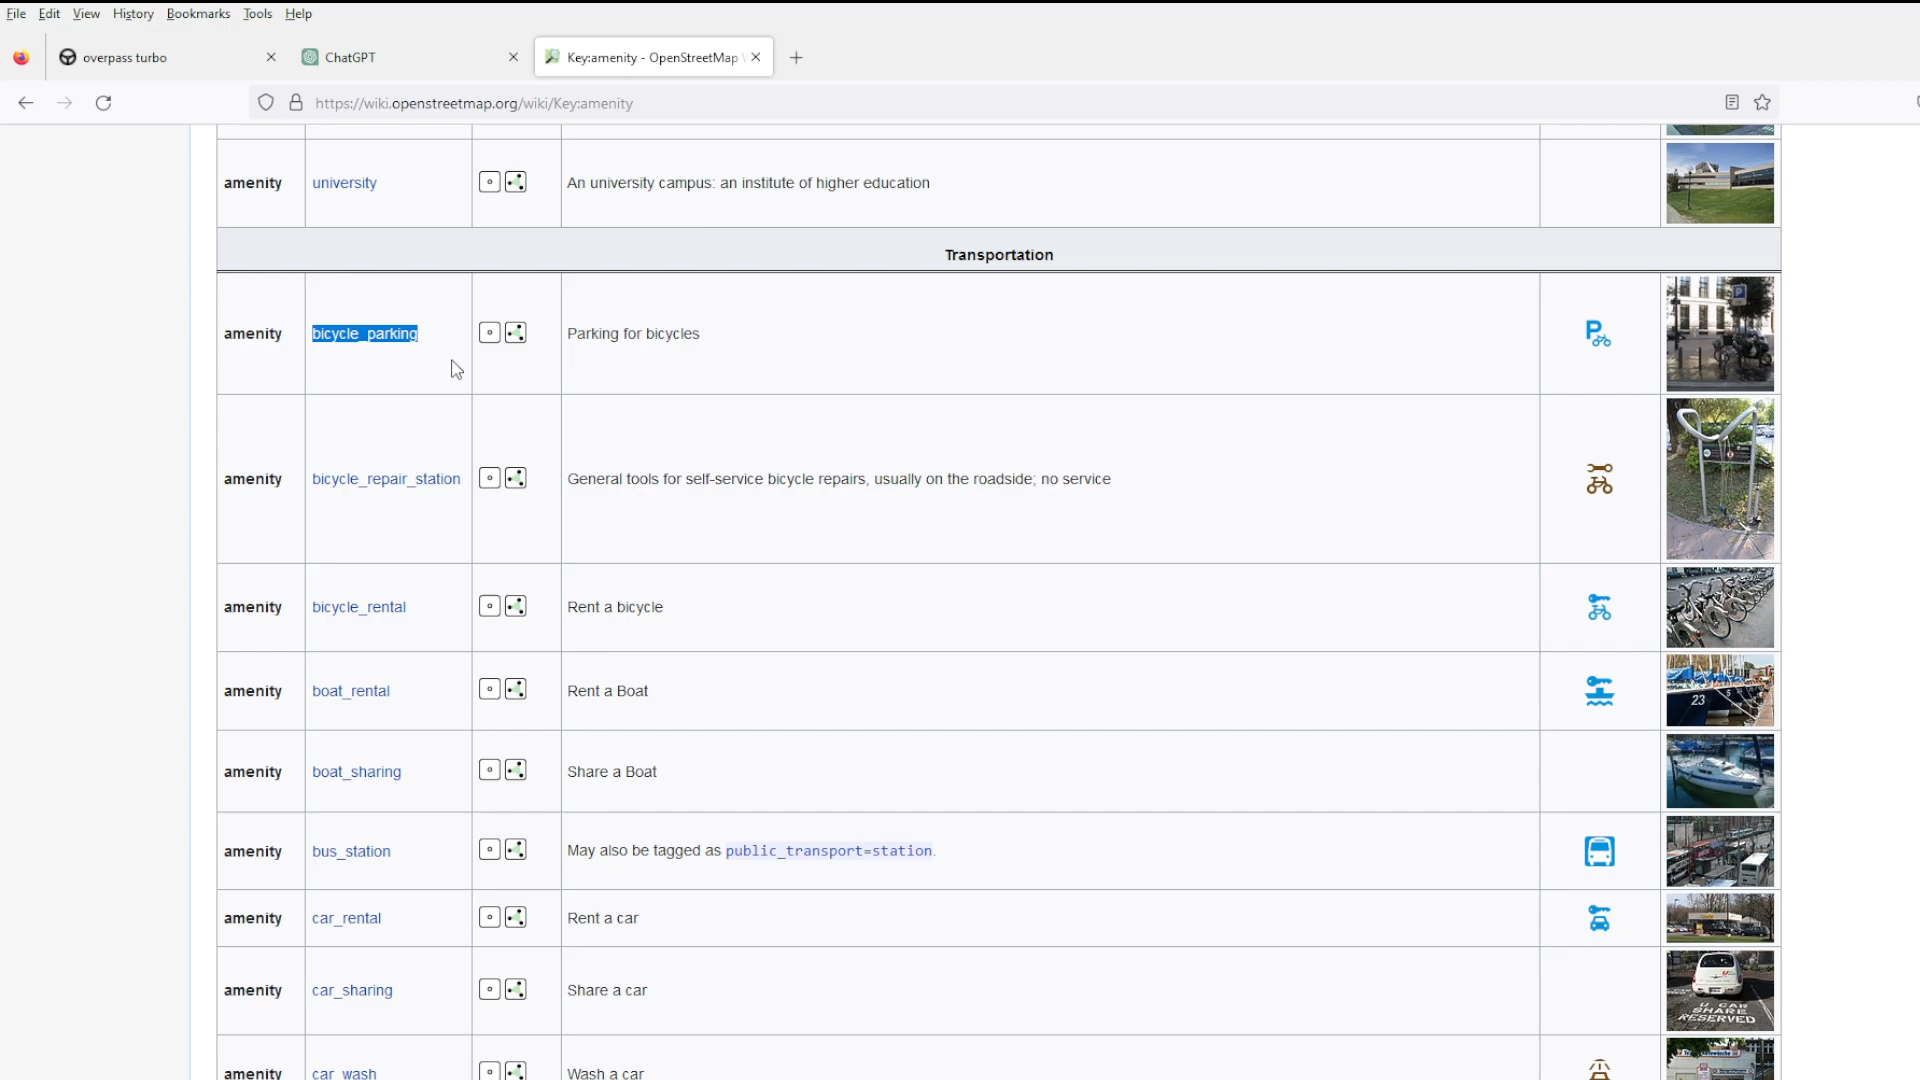 File Edit View History Bookmarks Tools Help
overpass turbo
ChatGPT
Key:amenity - OpenStreetMap
https://wiki.openstreetmap.org/wiki/Key:amenity
amenity university An university campus: an institute of higher education
Transportation
amenity bicycle_parking Parking for bicycles
amenity bicycle_repair_station General tools for self-service bicycle repairs, usually on the roadside; no service
amenity bicycle_rental Rent a bicycle
amenity boat_rental Rent a Boat
23
amenity boat_sharing Share a Boat
amenity bus_station May also be tagged as public_transport=station.
amenity car_rental Rent a car
amenity car_sharing Share a car
U CAR
SHARE
RESERVED
amenity car_wash Wash a car